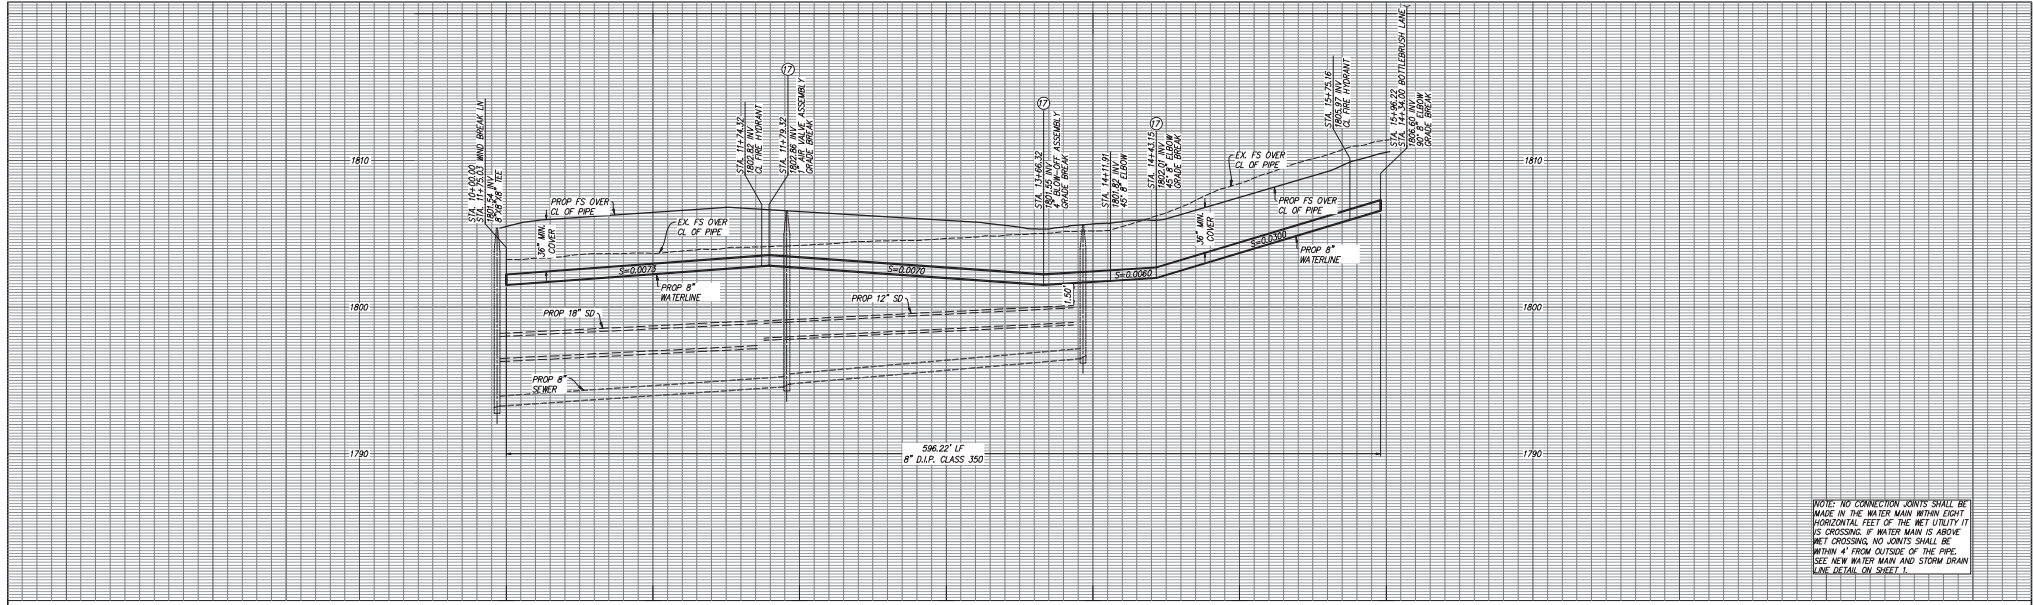 STA. 10+00.00
STA. 11+75.03 WIND BREAK LN
1801.54 INV
8"X8"X8" TEE
36" MIN.
COVER
PROP FS OVER
CL OF PIPE
EX. FS OVER
CL OF PIPE
STA. 11+74.32
1802.82 INV
CL FIRE HYDRANT
17
STA. 11+79.32
1802.86 INV
1" AIR VALVE ASSEMBLY
GRADE BREAK
17
STA. 13+66.32
1801.55 INV
4" BLOW-OFF ASSEMBLY
GRADE BREAK
STA. 14+11.91
1801.82 INV
45° 8" ELBOW
17
STA. 14+43.15
1802.01 INV
45° 8" ELBOW
GRADE BREAK
EX. FS OVER
CL OF PIPE
36" MIN.
COVER
PROP FS OVER
CL OF PIPE
STA. 15+75.16
1805.97 INV
CL FIRE HYDRANT
STA. 15+96.22
STA. 14+34.00 BOTTLEBRUSH LANE
1806.60 INV
90° 8" ELBOW
GRADE BREAK
1810
1810
S=0.0073
S=0.0070
S=0.0060
S=0.0300
PROP 8"
WATERLINE
PROP 8"
WATERLINE
1.50'
PROP 18" SD
PROP 12" SD
1800
1800
PROP 8"
SEWER
1790
1790
596.22' LF
8" D.I.P. CLASS 350
NOTE: NO CONNECTION JOINTS SHALL BE
MADE IN THE WATER MAIN WITHIN EIGHT
HORIZONTAL FEET OF THE WET UTILITY IT
IS CROSSING. IF WATER MAIN IS ABOVE
WET CROSSING, NO JOINTS SHALL BE
WITHIN 4' FROM OUTSIDE OF THE PIPE.
SEE NEW WATER MAIN AND STORM DRAIN
LINE DETAIL ON SHEET 1.